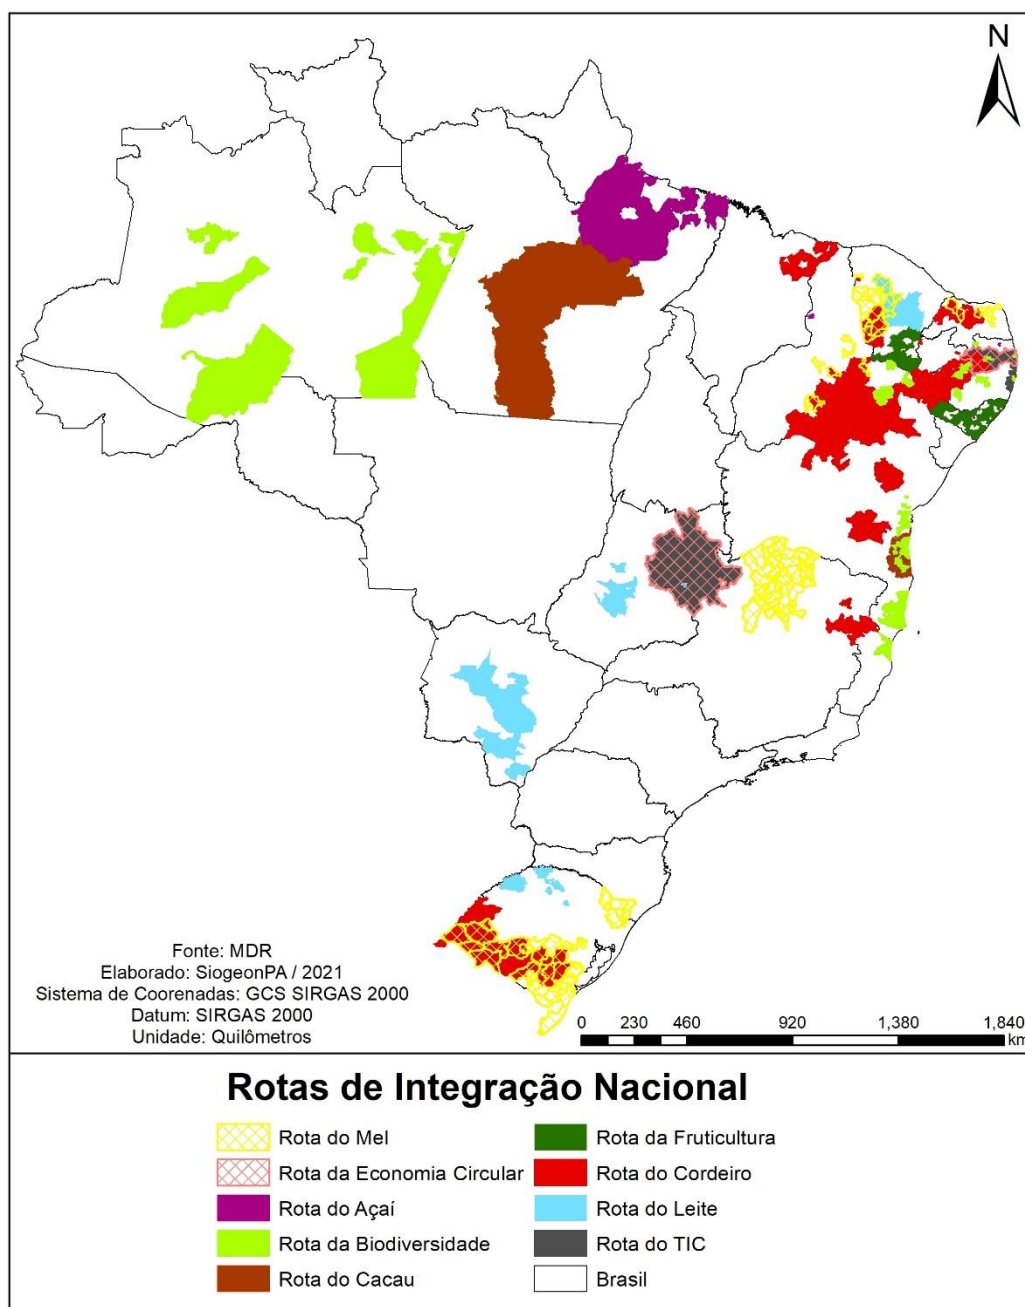 N
Fonte: MDR
Elaborado: SiogeonPA / 2021
Sistema de Coorenadas: GCS SIRGAS 2000
Datum: SIRGAS 2000
Unidade: Quilômetros
0 230 460 920 1,380 1,840
km
Rotas de Integração Nacional
Rota do Mel
Rota da Economia Circular
Rota do Açaí
Rota da Biodiversidade
Rota do Cacau
Rota da Fruticultura
Rota do Cordeiro
Rota do Leite
Rota do TIC
Brasil